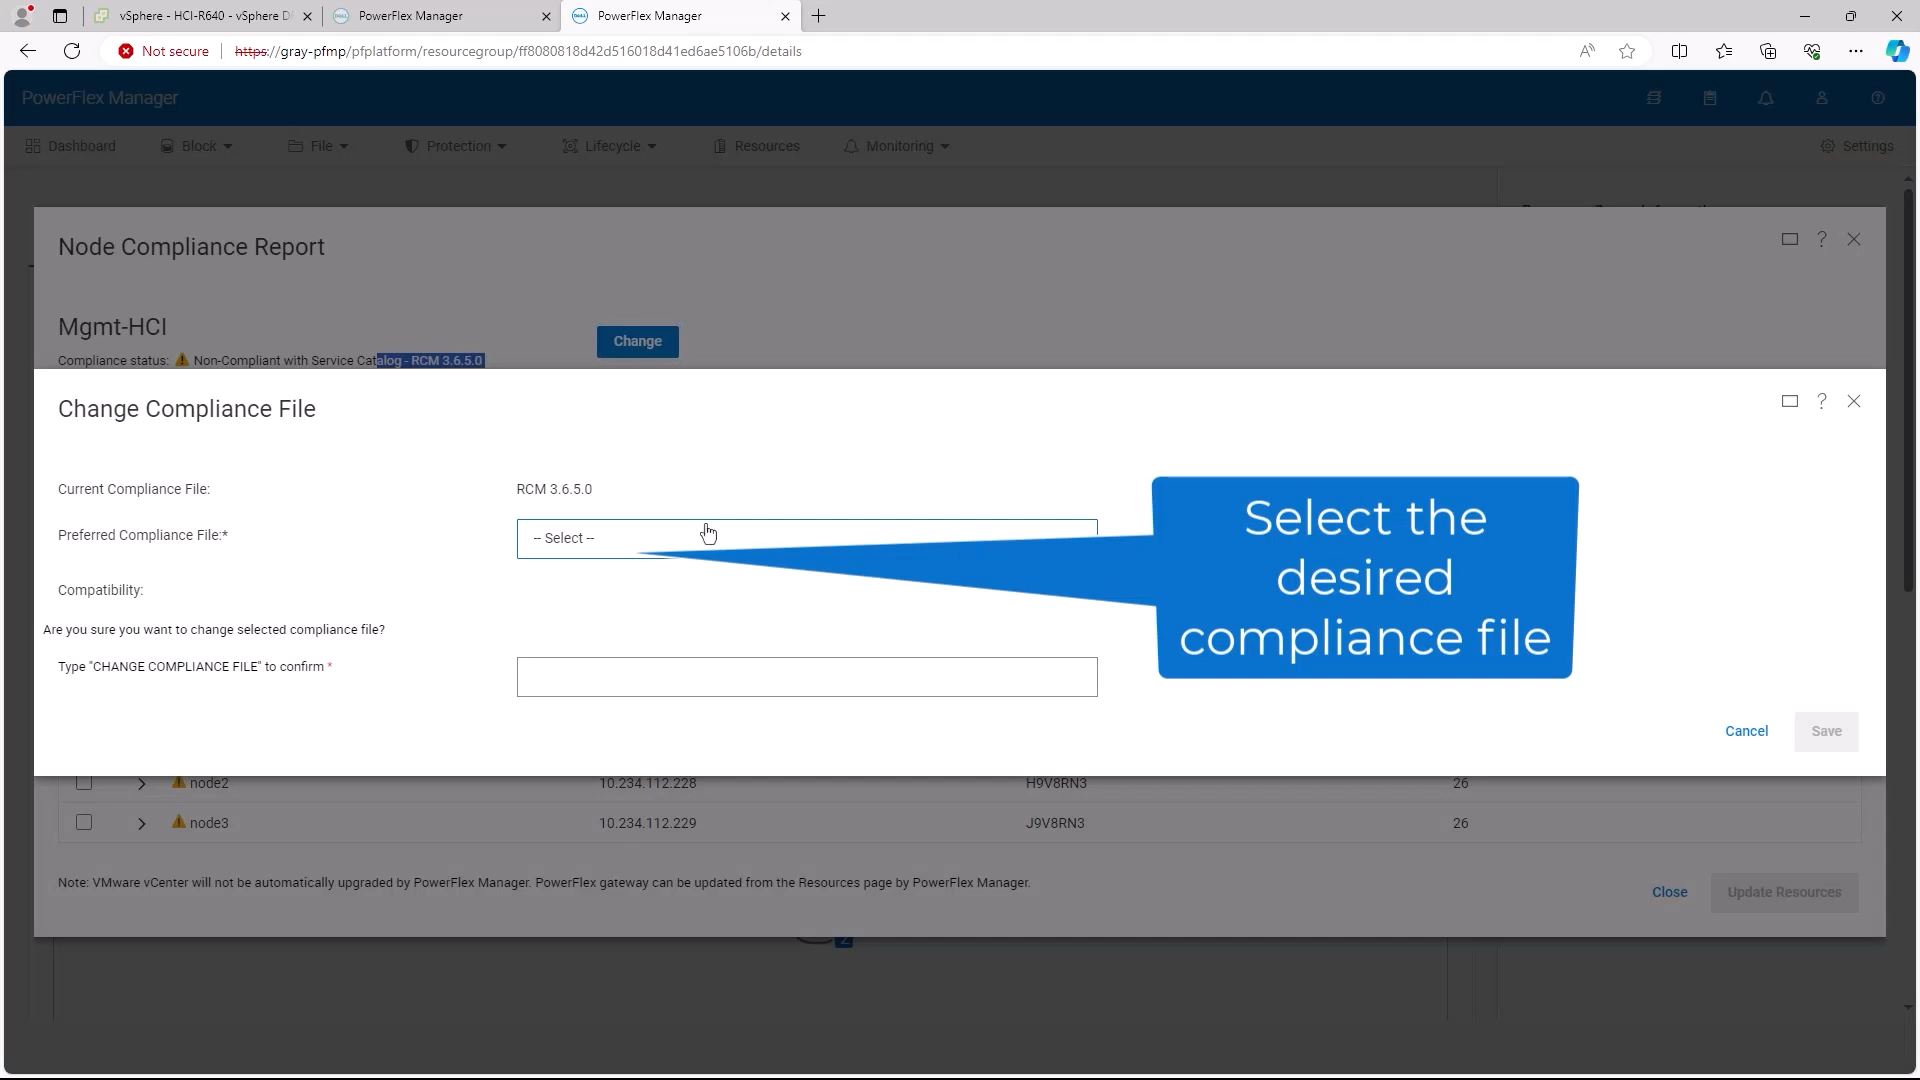 vSphere - HCI-R640 - vSphere
PowerFlex Manager
PowerFlex Manager
Not secure
https://gray-pfmp/pfplatform/resourcegroup/ff8080818d42d516018d41ed6ae5106b/details
PowerFlex Manager
Dashboard
Block
File
Protection
Lifecycle
Resources
Monitoring
Settings
Node Compliance Report
Mgmt-HCI
Change
Compliance status: Non-Compliant with Service Catalog - RCM 3.6.5.0
Change Compliance File
Current Compliance File:
RCM 3.6.5.0
Preferred Compliance File:*
-- Select --
Compatibility:
Are you sure you want to change selected compliance file?
Type "CHANGE COMPLIANCE FILE" to confirm *
Select the
desired
compliance file
Cancel
Save
node2 10.234.112.228 H9V8RN3 26
node3 10.234.112.229 J9V8RN3 26
Note: VMware vCenter will not be automatically upgraded by PowerFlex Manager. PowerFlex gateway can be updated from the Resources page by PowerFlex Manager.
Close
Update Resources